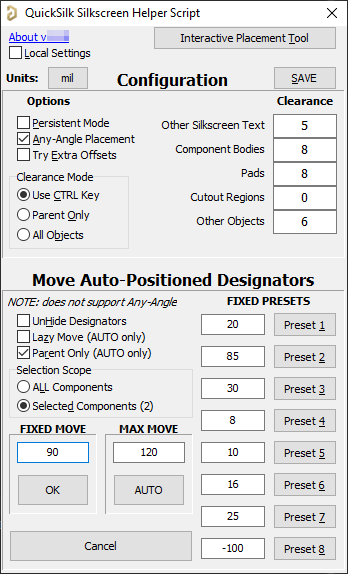 QuickSilk Silkscreen Helper Script
About v
Interactive Placement Tool
Local Settings
Units: mil
Configuration
SAVE
Options
Clearance
Persistent Mode
Any-Angle Placement
Try Extra Offsets
Other Silkscreen Text 5
Component Bodies 8
Pads 8
Cutout Regions 0
Other Objects 6
Clearance Mode
Use CTRL Key
Parent Only
All Objects
Move Auto-Positioned Designators
NOTE: does not support Any-Angle
FIXED PRESETS
UnHide Designators
Lazy Move (AUTO only)
Parent Only (AUTO only)
Selection Scope
ALL Components
Selected Components (2)
FIXED MOVE
90
OK
MAX MOVE
120
AUTO
Cancel
20 Preset 1
85 Preset 2
30 Preset 3
8 Preset 4
10 Preset 5
16 Preset 6
25 Preset 7
-100 Preset 8